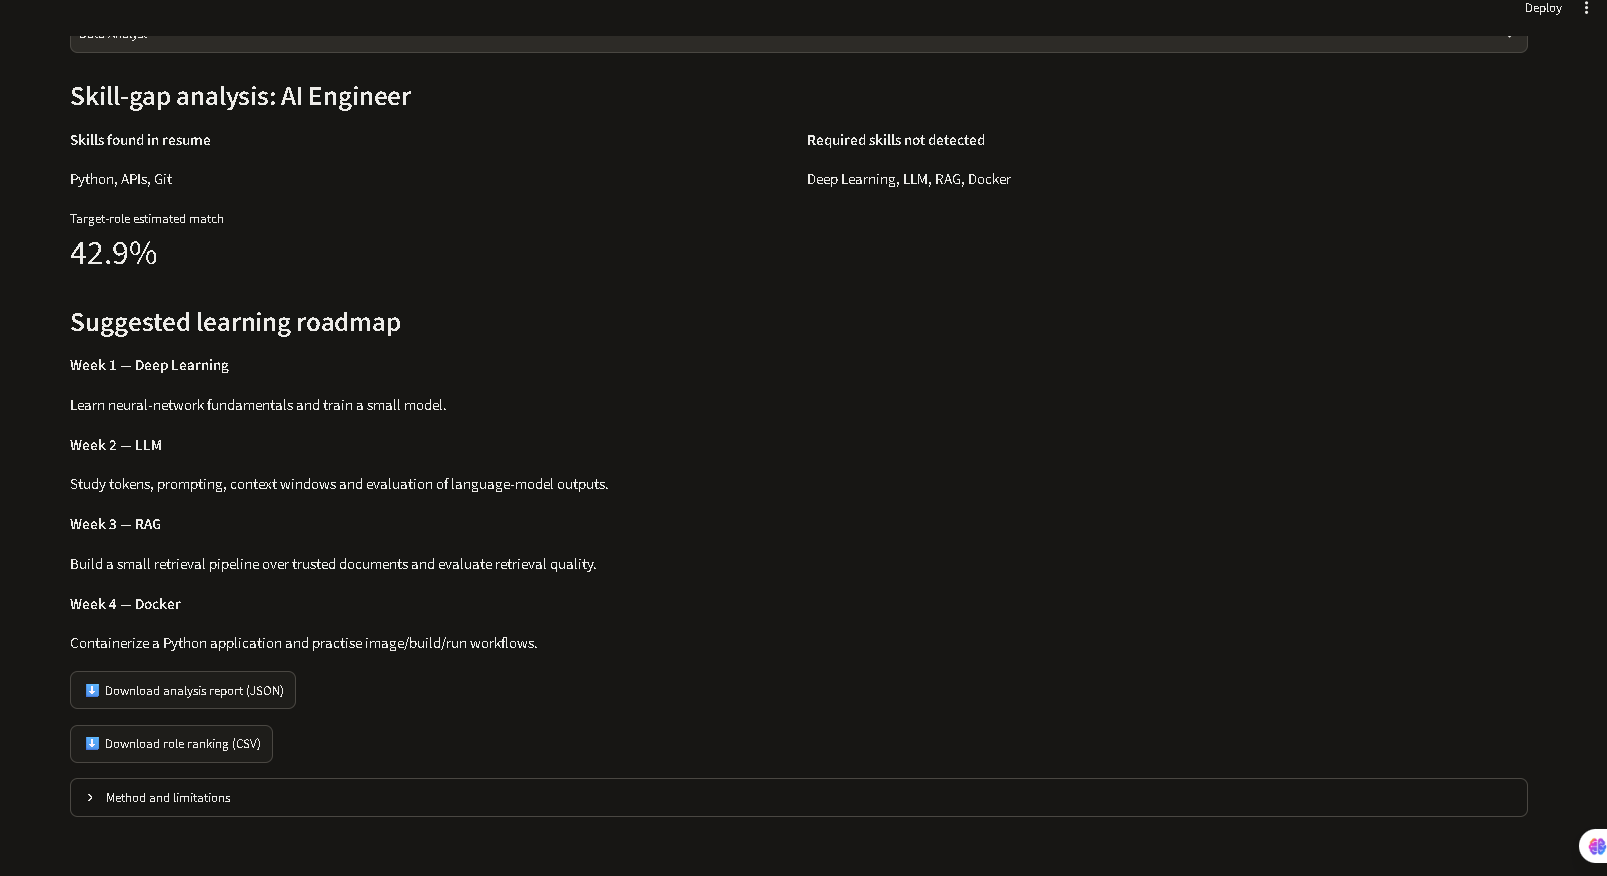 Deploy
Data Analyst
Skill-gap analysis: AI Engineer
Skills found in resume
Required skills not detected
Python, APIs, Git
Deep Learning, LLM, RAG, Docker
Target-role estimated match
42.9%
Suggested learning roadmap
Week 1 — Deep Learning
Learn neural-network fundamentals and train a small model.
Week 2 — LLM
Study tokens, prompting, context windows and evaluation of language-model outputs.
Week 3 — RAG
Build a small retrieval pipeline over trusted documents and evaluate retrieval quality.
Week 4 — Docker
Containerize a Python application and practise image/build/run workflows.
Download analysis report (JSON)
Download role ranking (CSV)
Method and limitations